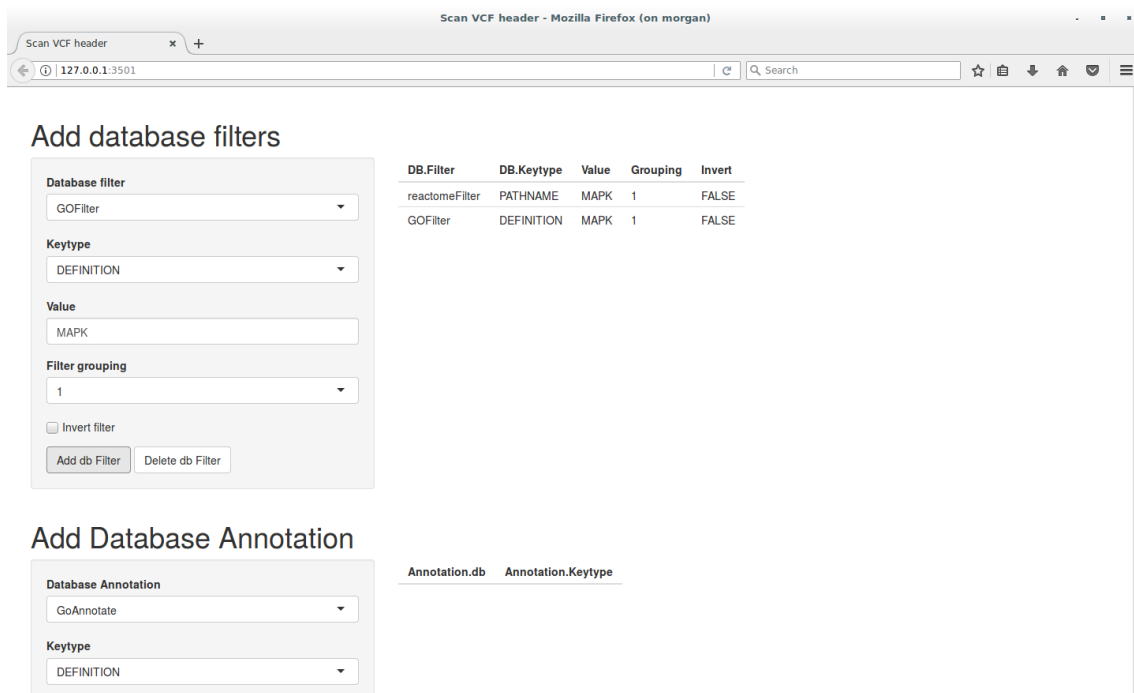 Scan VCF header - Mozilla Firefox (on morgan)
Scan VCF header
127.0.0.1:3501
Search
Add database filters
Database filter
GOFilter
Keytype
DEFINITION
Value
MAPK
Filter grouping
1
Invert filter
Add db Filter Delete db Filter
DB.Filter DB.Keytype Value Grouping Invert
reactomeFilter PATHNAME MAPK 1 FALSE
GOFilter DEFINITION MAPK 1 FALSE
Add Database Annotation
Database Annotation
GoAnnotate
Keytype
DEFINITION
Annotation.db Annotation.Keytype